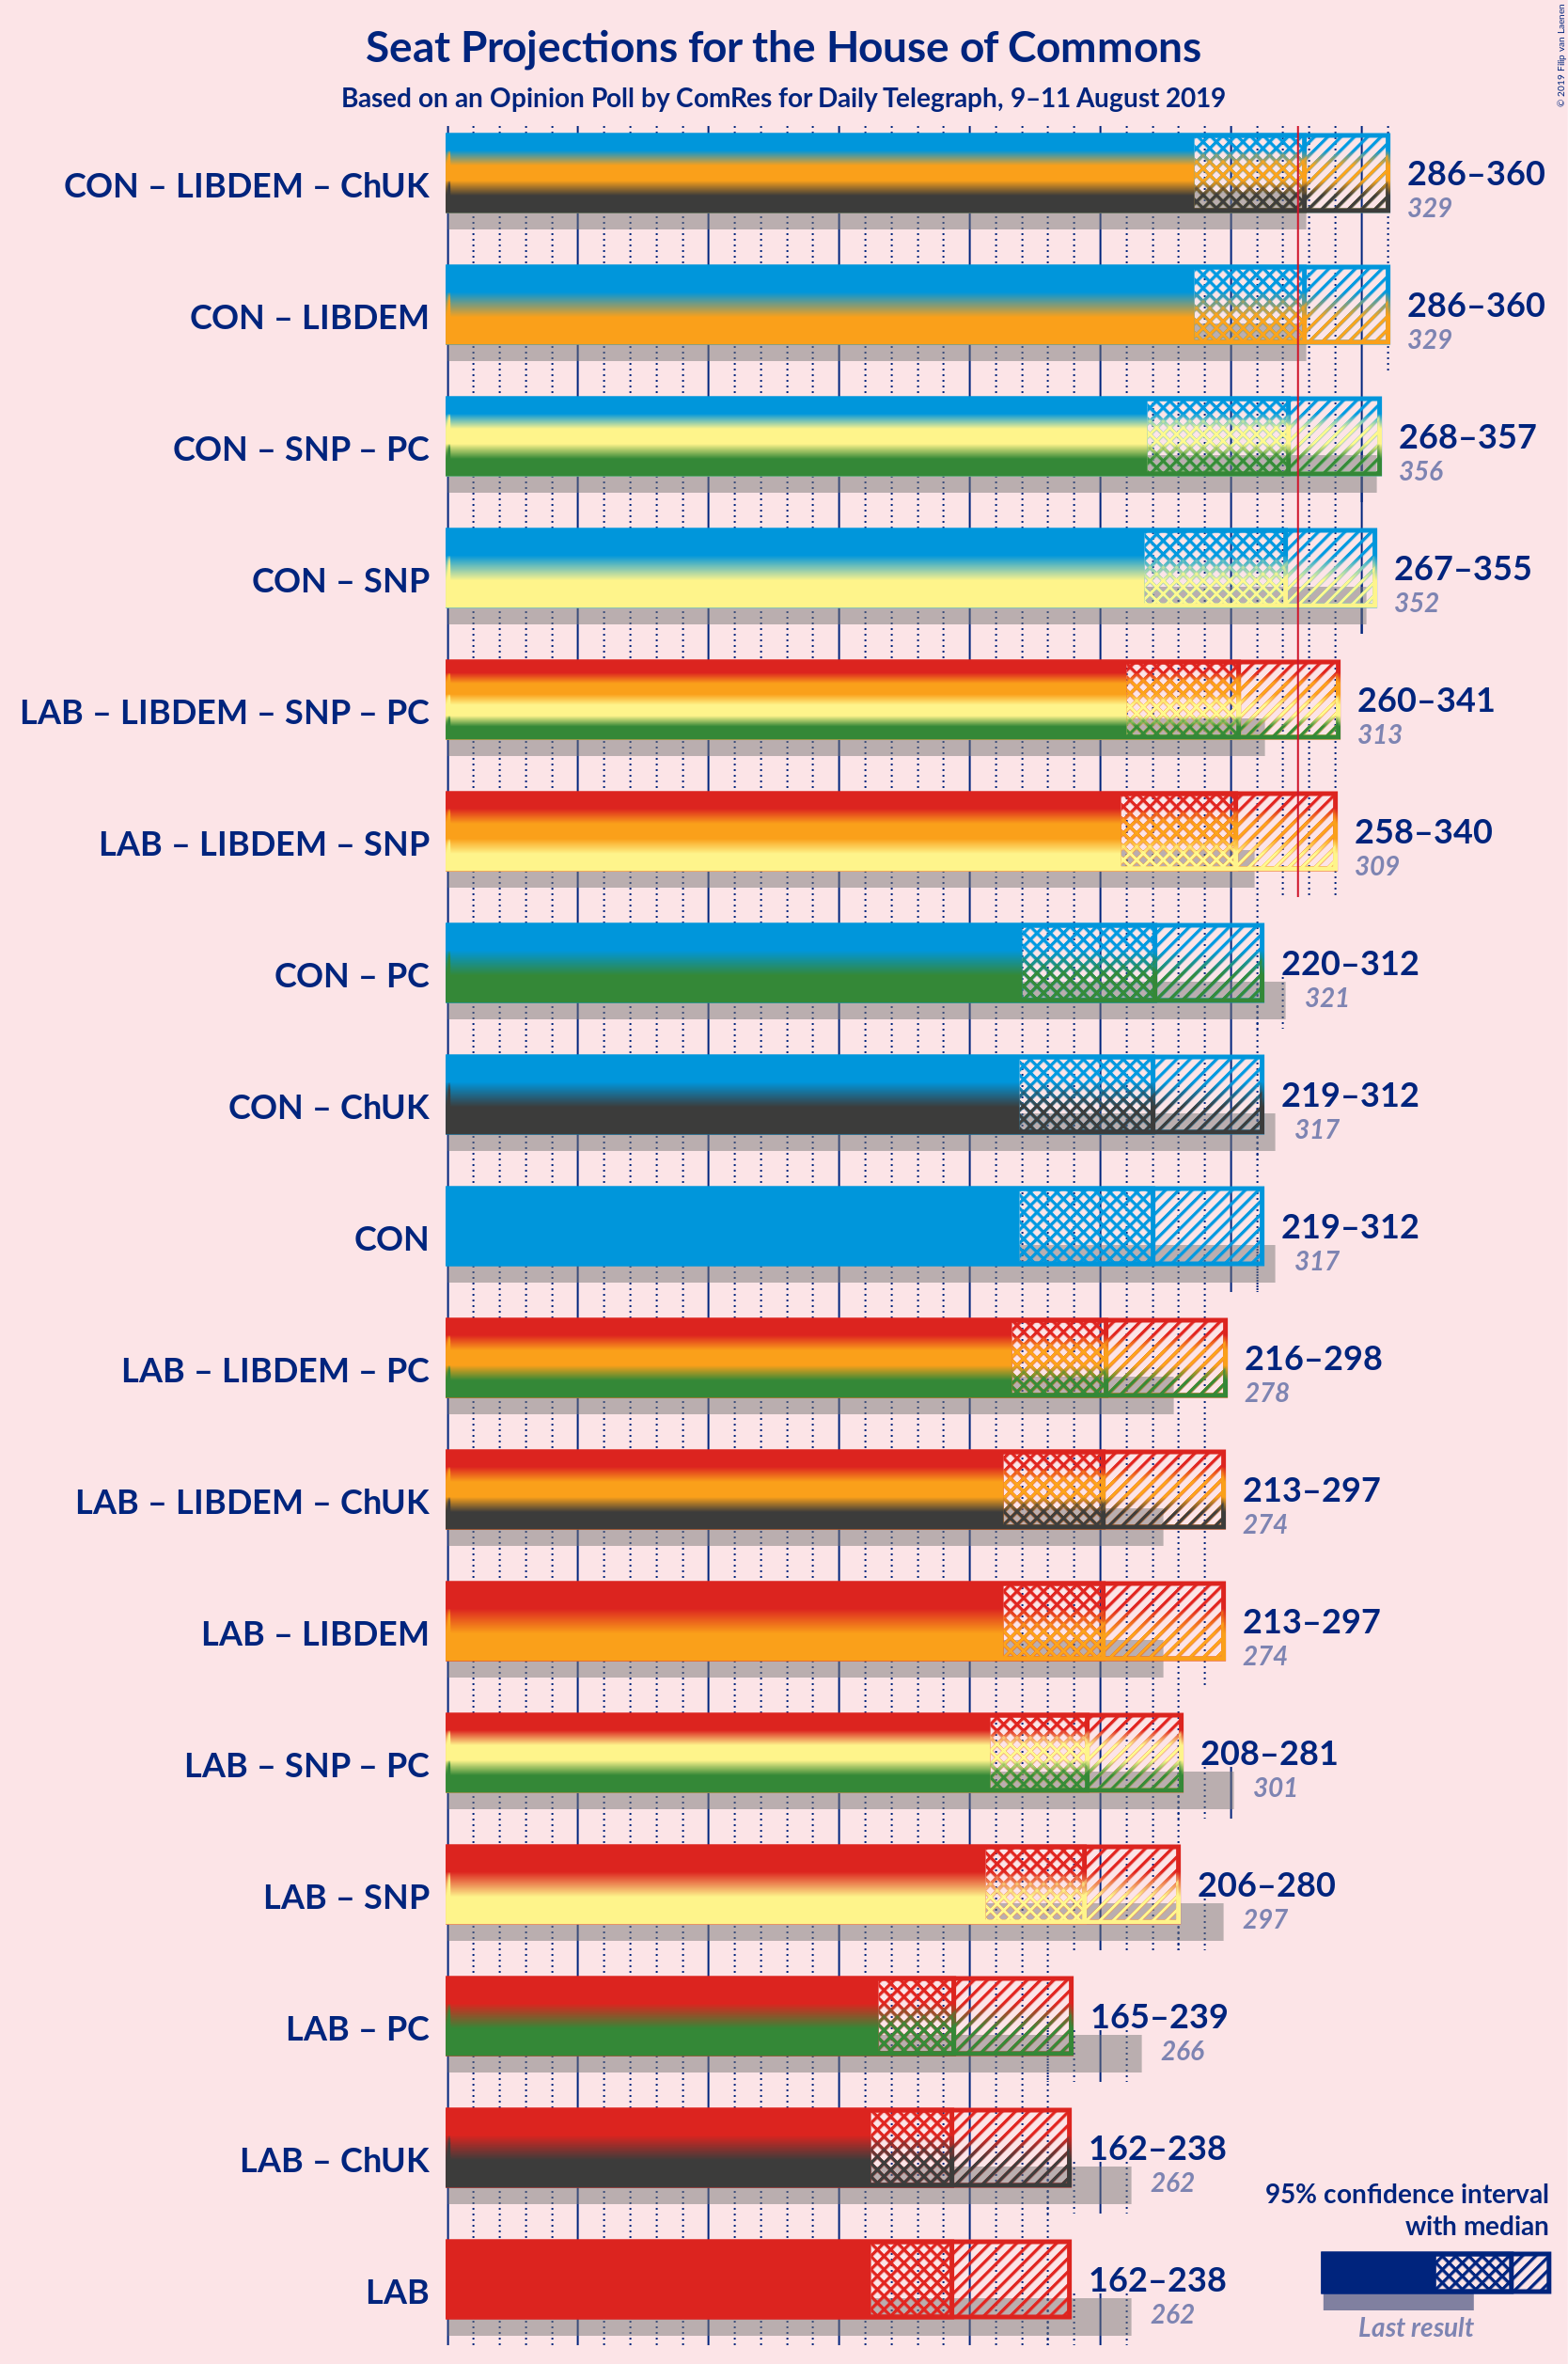 Seat Projections for the House of Commons
Based on an Opinion Poll by ComRes for Daily Telegraph, 9–11 August 2019
© 2019 Filip van Laenen
CON – LIBDEM – ChUK
286–360
329
CON – LIBDEM
286–360
329
CON – SNP – PC
268–357
356
CON – SNP
267–355
352
LAB – LIBDEM – SNP – PC
260–341
313
LAB – LIBDEM – SNP
258–340
309
CON – PC
220–312
321
CON – ChUK
219–312
317
CON
219–312
317
LAB – LIBDEM – PC
216–298
278
LAB – LIBDEM – ChUK
213–297
274
LAB – LIBDEM
213–297
274
LAB – SNP – PC
208–281
301
LAB – SNP
206–280
297
LAB – PC
165–239
266
LAB – ChUK
162–238
262
LAB
162–238
262
95% confidence interval
with median
Last result